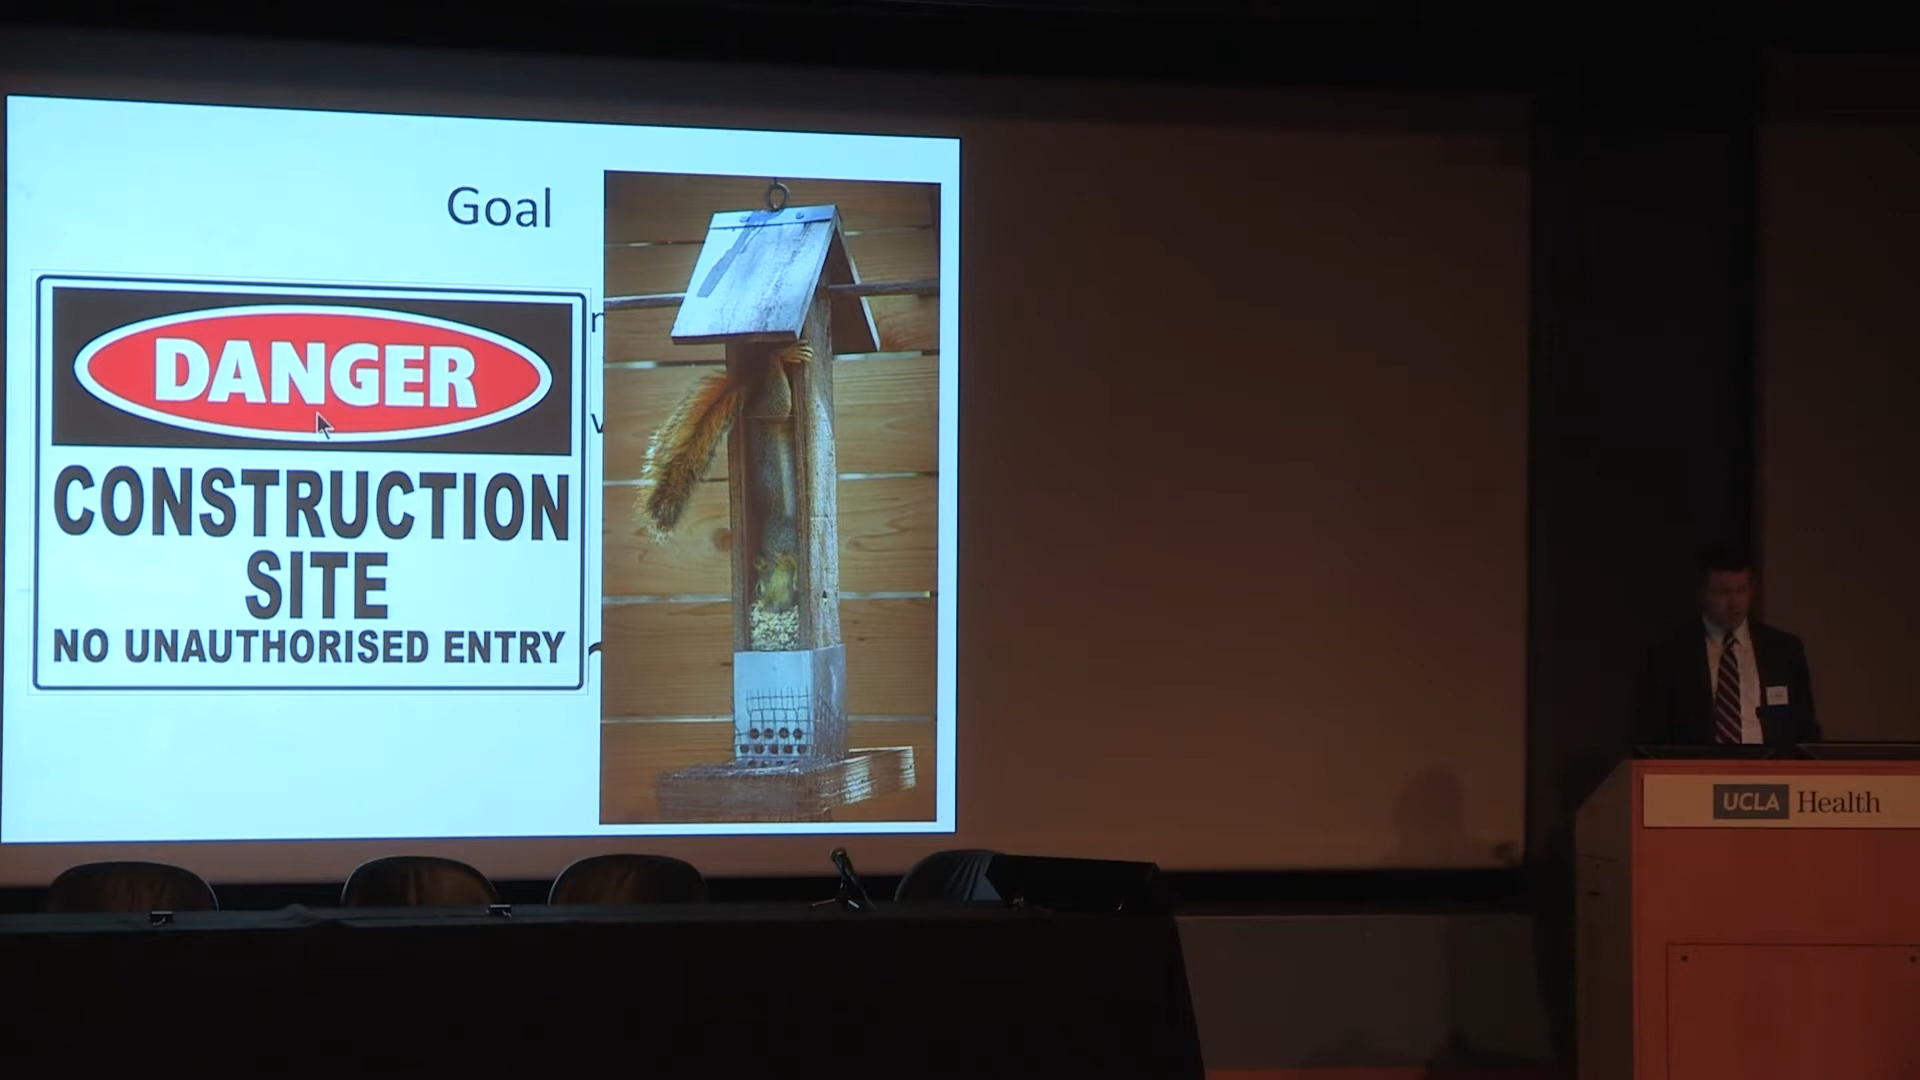 Goal
DANGER
CONSTRUCTION
SITE
NO UNAUTHORISED ENTRY
UCLA Health